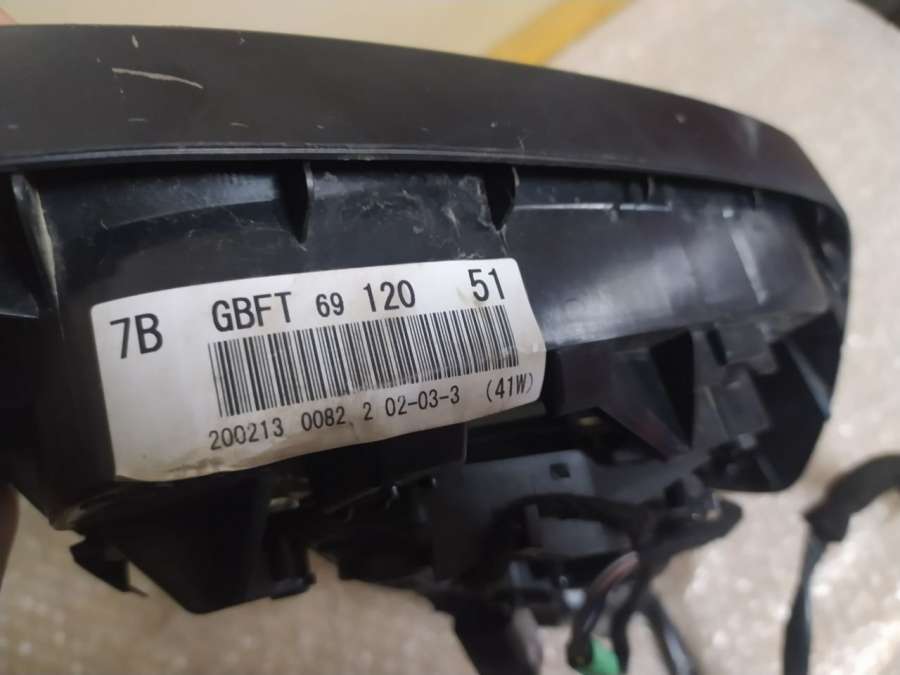 7B GBFT 69 120 51
200213 0082 2 02-03-3 (41W)